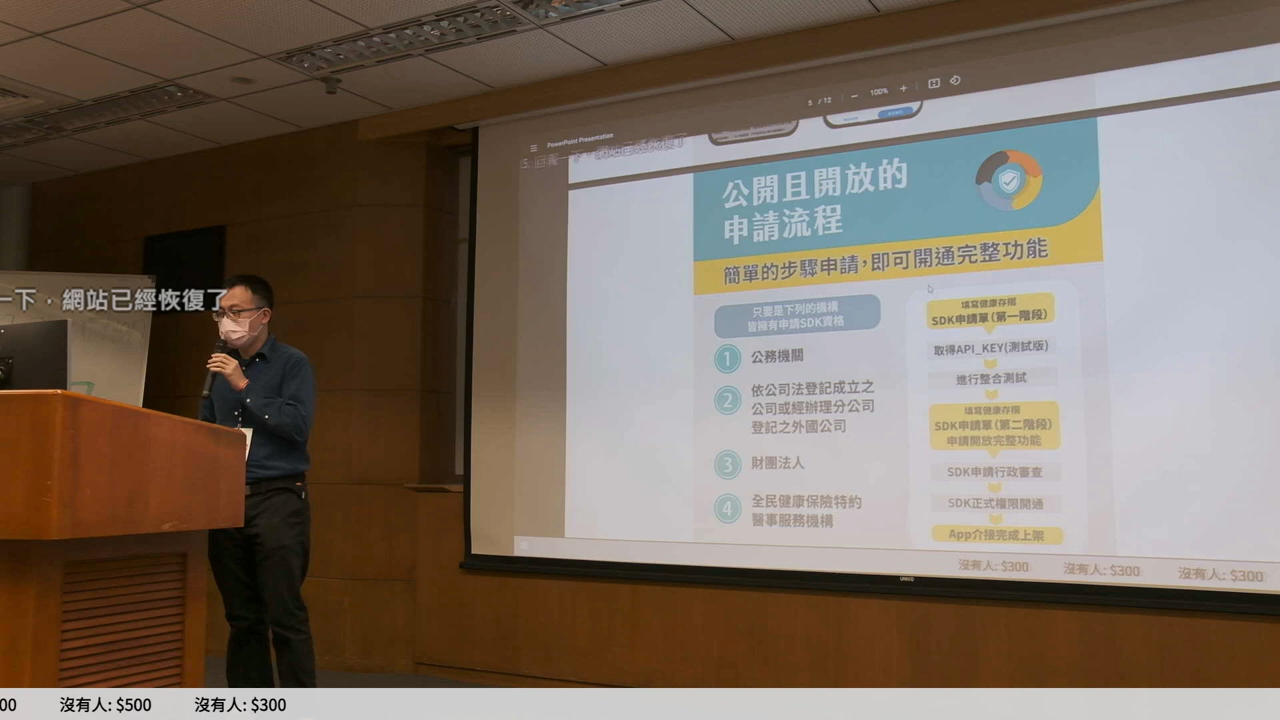 5 / 12
100%
PowerPoint Presentation
網站已經恢復了
公開且開放的
申請流程
簡單的步驟申請,即可開通完整功能
只要是下列的機構
皆擁有申請SDK資格
1 公務機關
2 依公司法登記成立之
公司或經辦理分公司
登記之外國公司
3 財團法人
4 全民健康保險特約
醫事服務機構
填寫健康存摺
SDK申請單(第一階段)
取得API_KEY(測試版)
進行整合測試
填寫健康存摺
SDK申請單(第二階段)
申請開放完整功能
SDK申請行政審查
SDK正式權限開通
App介接完成上架
沒有人: $300 沒有人: $300 沒有人: $300
一下,網站已經恢復了
00 沒有人: $500 沒有人: $300